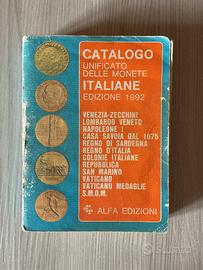 CATALOGO
UNIFICATO
DELLE MONETE
ITALIANE
EDIZIONE 1992
VENEZIA-ZECCHINI
LOMBARDO VENETO
NAPOLEONE I
CASA SAVOIA DAL 1675
REGNO DI SARDEGNA
REGNO D'ITALIA
COLONIE ITALIANE
REPUBBLICA
SAN MARINO
VATICANO
VATICANO MEDAGLIE
S.M.O.M.
ALFA EDIZIONI
subito